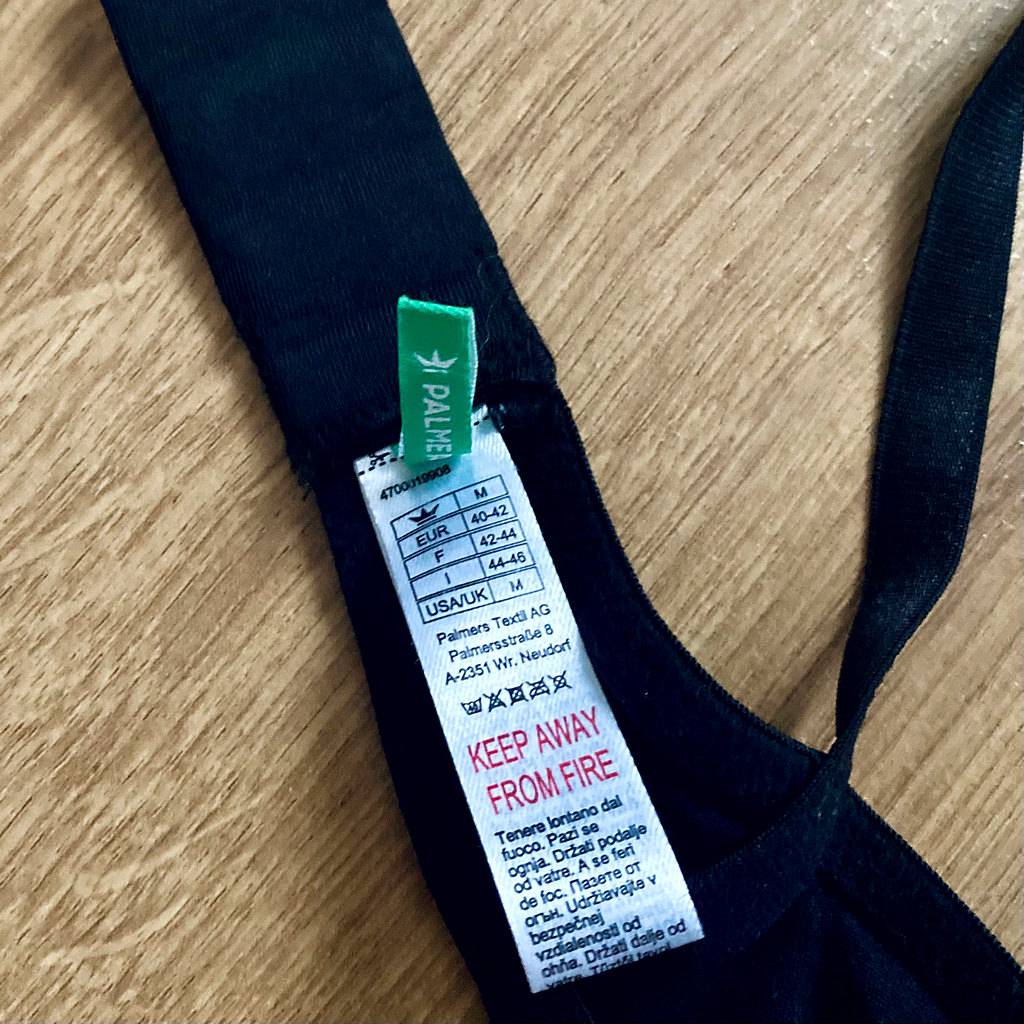 PALMER
4700019908
M
EUR 40-42
F 42-44
I 44-46
USA/UK M
Palmers Textil AG
Palmersstraße 8
A-2351 Wr. Neudorf
KEEP AWAY
FROM FIRE
Tenere lontano dal
fuoco. Pazi se
ognja. Držati podalje
od vatre. A se feri
de foc. Пазете от
огън. Udržiavajte v
bezpečnej
vzdialenosti od
ohňa. Držati dalje od
vatre.